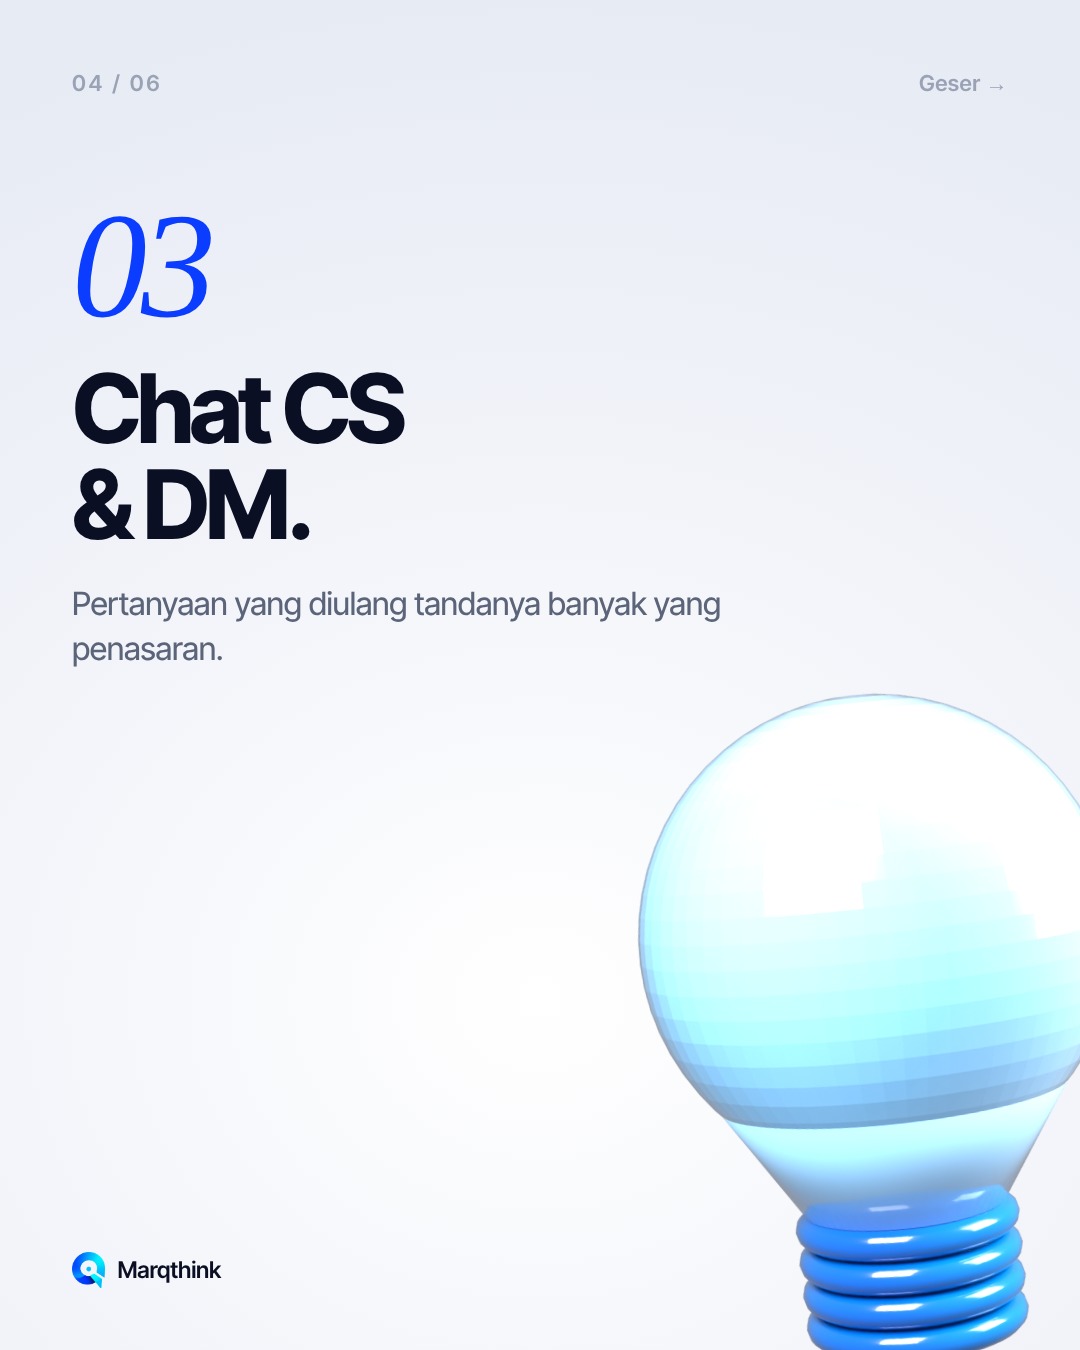 04 / 06
Geser →
03
Chat CS
& DM.
Pertanyaan yang diulang tandanya banyak yang
penasaran.
Marqthink